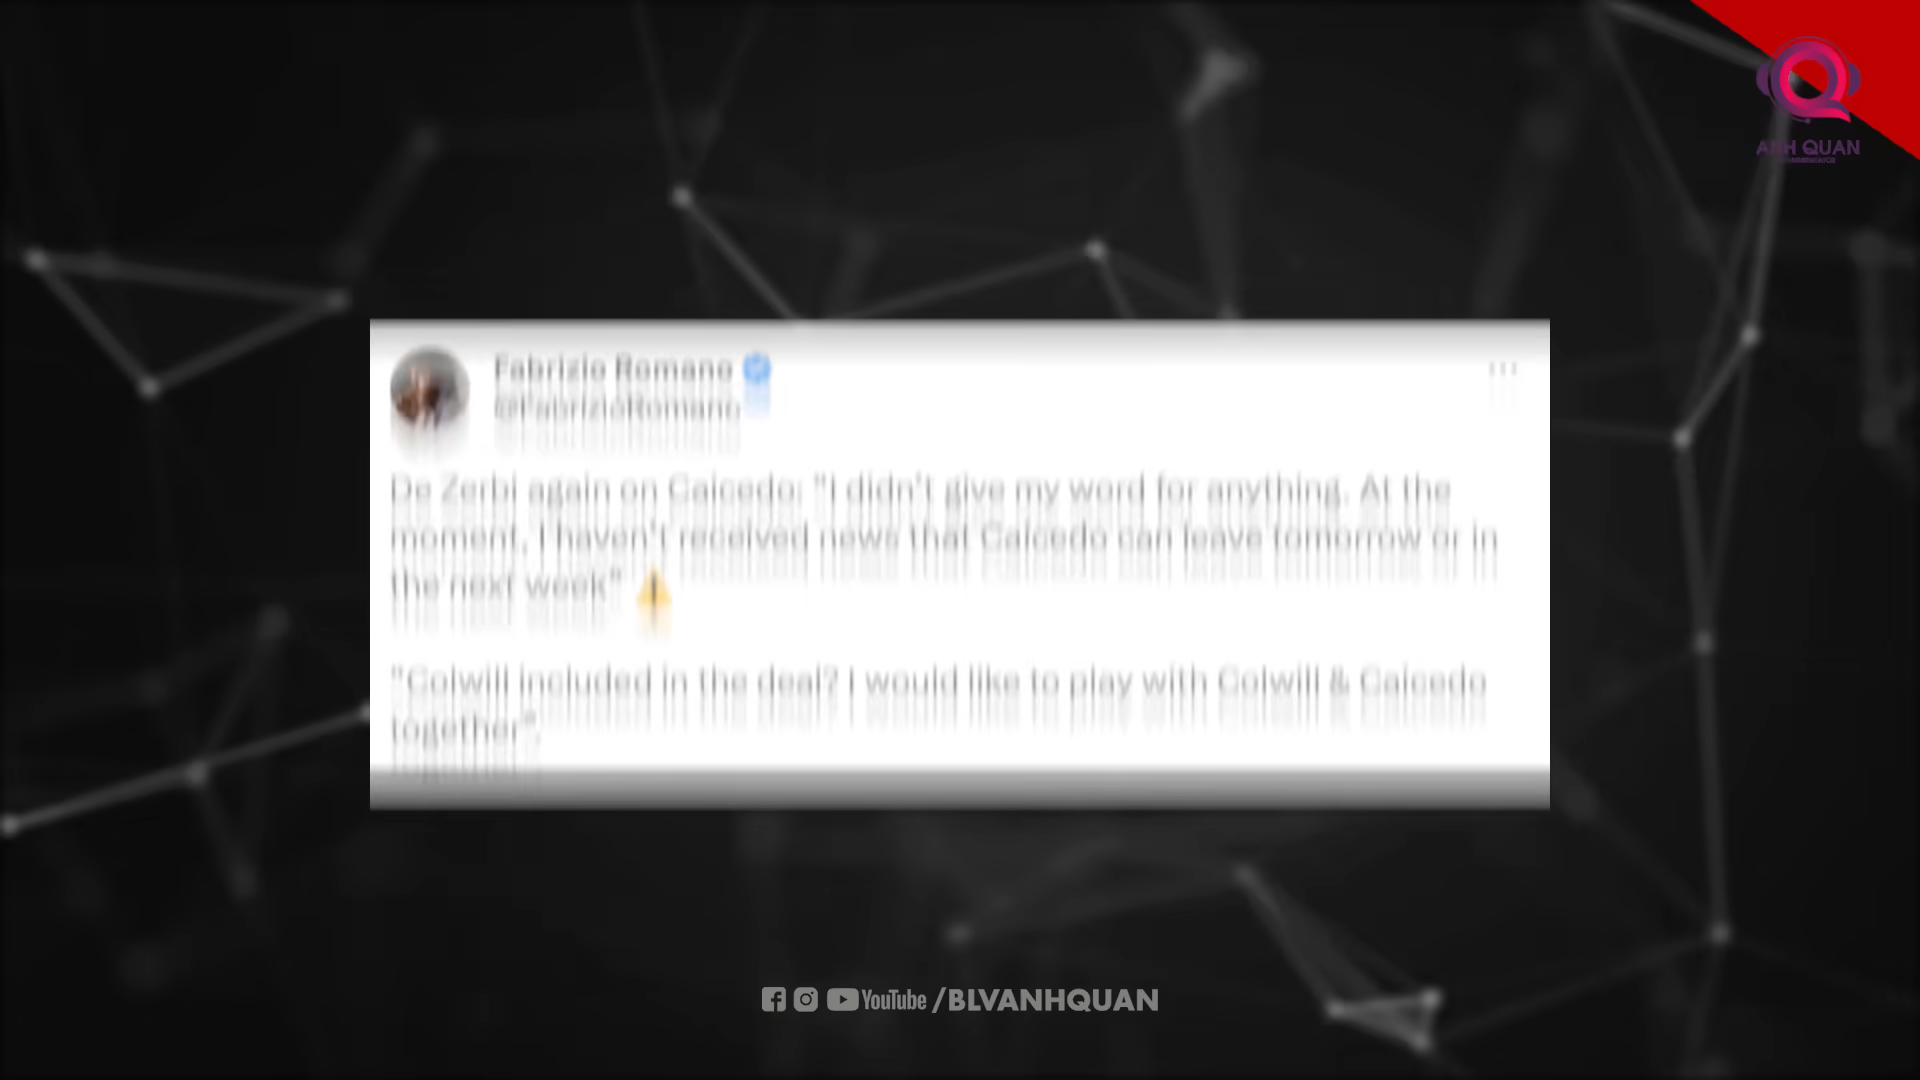 ANH QUAN
Fabrizio Romano
@FabrizioRomano
De Zerbi again on Caicedo: "I didn't give my word for anything. At the
moment, I haven't received news that Caicedo can leave tomorrow or in
the next week" ⚠️
"Colwill included in the deal? I would like to play with Colwill & Caicedo
together".
YouTube /BLVANHQUAN